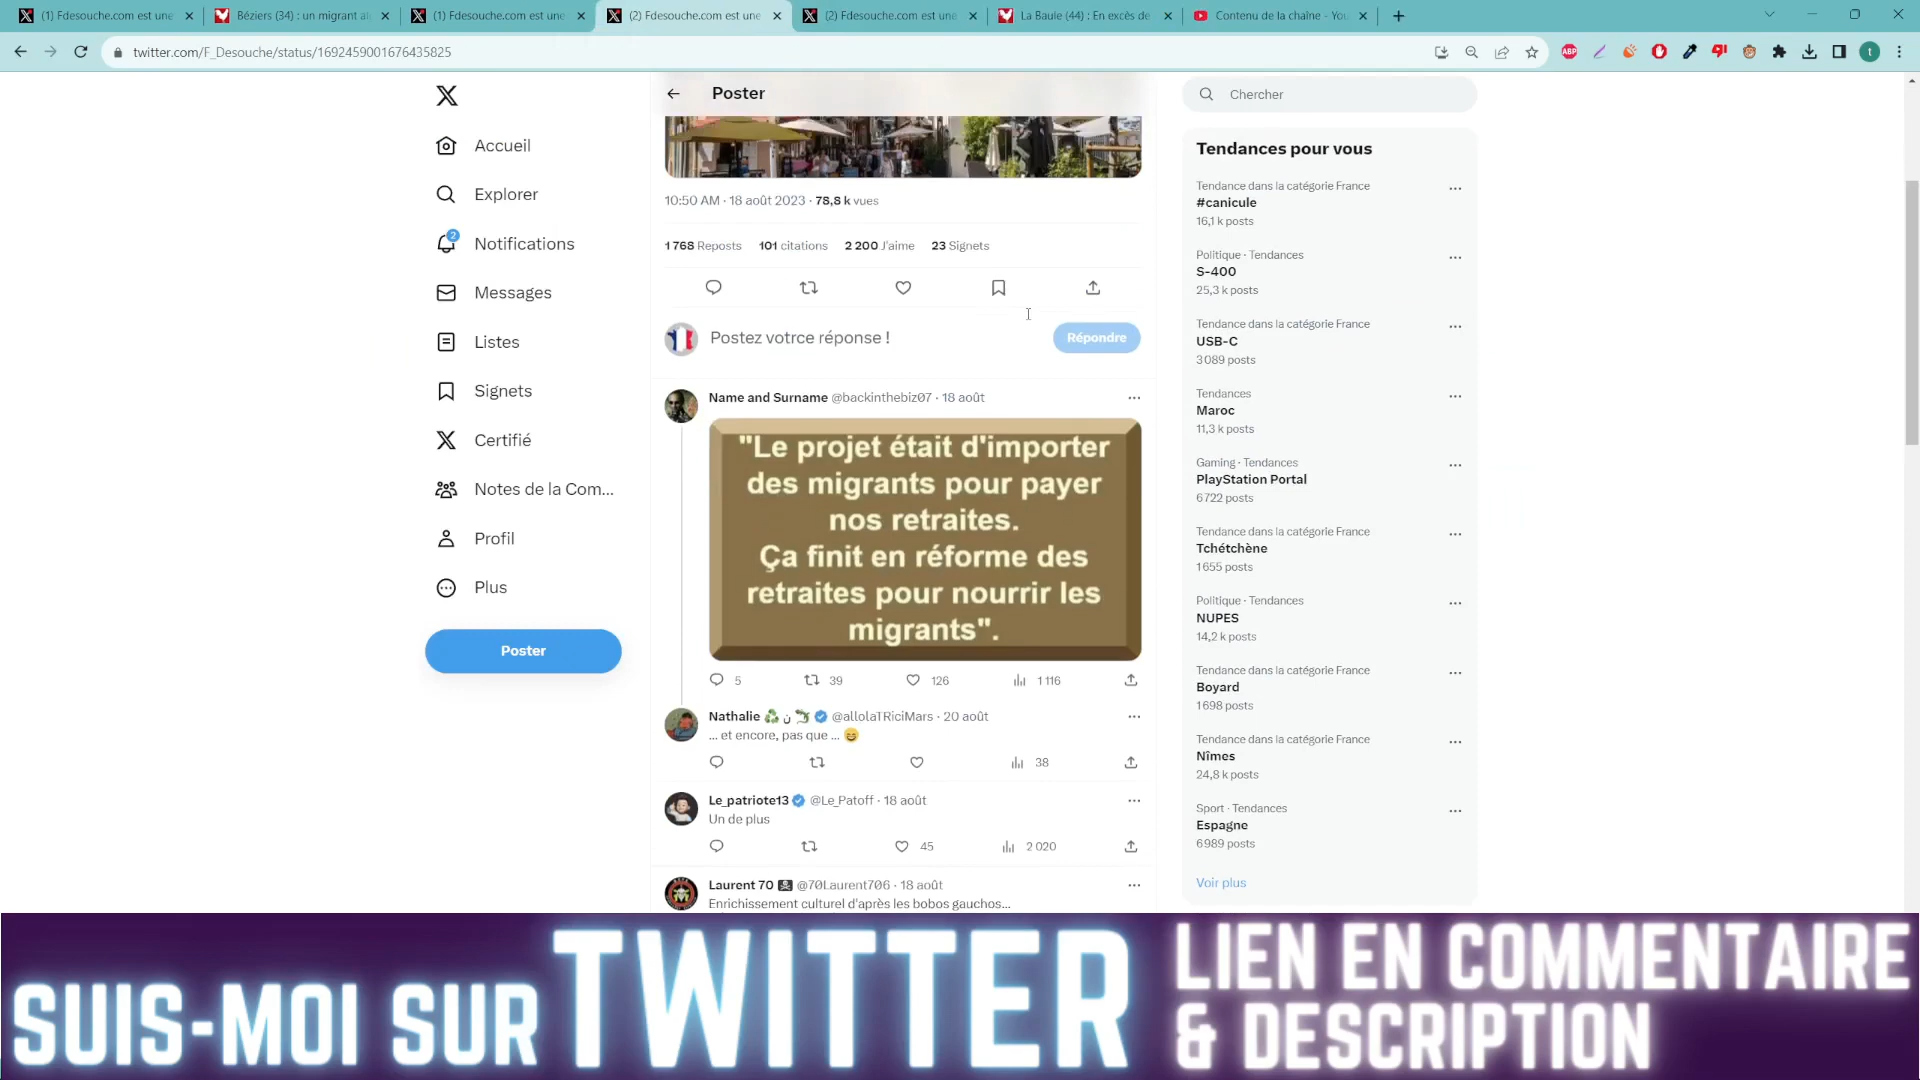 (1) Fdesouche.com est une
Béziers (34) : un migrant al
(1) Fdesouche.com est une
(2) Fdesouche.com est une
(2) Fdesouche.com est une
La Baule (44) : En excès de
Contenu de la chaîne - You
twitter.com/F_Desouche/status/1692459001676435825
ABP
t
X
Accueil
Explorer
2
Notifications
Messages
Listes
Signets
Certifié
Notes de la Com...
Profil
Plus
Poster
Poster
10:50 AM · 18 août 2023 · 78,8 k vues
1 768 Reposts 101 citations 2 200 J'aime 23 Signets
Postez votrce réponse !
Répondre
Name and Surname @backinthebiz07 · 18 août
"Le projet était d'importer
des migrants pour payer
nos retraites.
Ça finit en réforme des
retraites pour nourrir les
migrants".
5 39 126 1 116
Nathalie ♻️ ن 🐊 @allolaTRiciMars · 20 août
... et encore, pas que ... 😄
38
Le_patriote13 @Le_Patoff · 18 août
Un de plus
45 2 020
Laurent 70 🏴‍☠️ @70Laurent706 · 18 août
Enrichissement culturel d'après les bobos gauchos...
Chercher
Tendances pour vous
Tendance dans la catégorie France
#canicule
16,1 k posts
Politique · Tendances
S-400
25,3 k posts
Tendance dans la catégorie France
USB-C
3 089 posts
Tendances
Maroc
11,3 k posts
Gaming · Tendances
PlayStation Portal
6 722 posts
Tendance dans la catégorie France
Tchétchène
1 655 posts
Politique · Tendances
NUPES
14,2 k posts
Tendance dans la catégorie France
Boyard
1 698 posts
Tendance dans la catégorie France
Nîmes
24,8 k posts
Sport · Tendances
Espagne
6 989 posts
Voir plus
SUIS-MOI SUR TWITTER
LIEN EN COMMENTAIRE
& DESCRIPTION